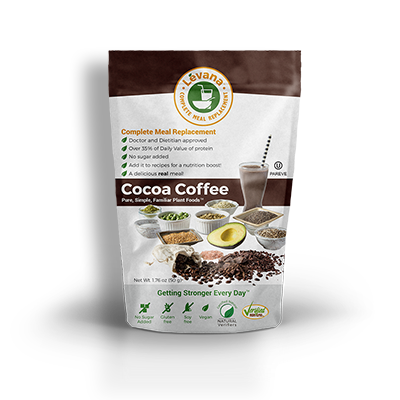 Lévana
COMPLETE MEAL REPLACEMENT
Complete Meal Replacement
Doctor and Dietitian approved
Over 35% of Daily Value of protein
No sugar added
Add it to recipes for a nutrition boost!
A delicious real meal!
U
PAREVE
Cocoa Coffee
Pure, Simple, Familiar Plant Foods™
Net Wt. 1.76 oz (50 g)
Getting Stronger Every Day™
No Sugar Added
Gluten Free
Soy Free
Vegan
NATURAL
Verifiers
Verified